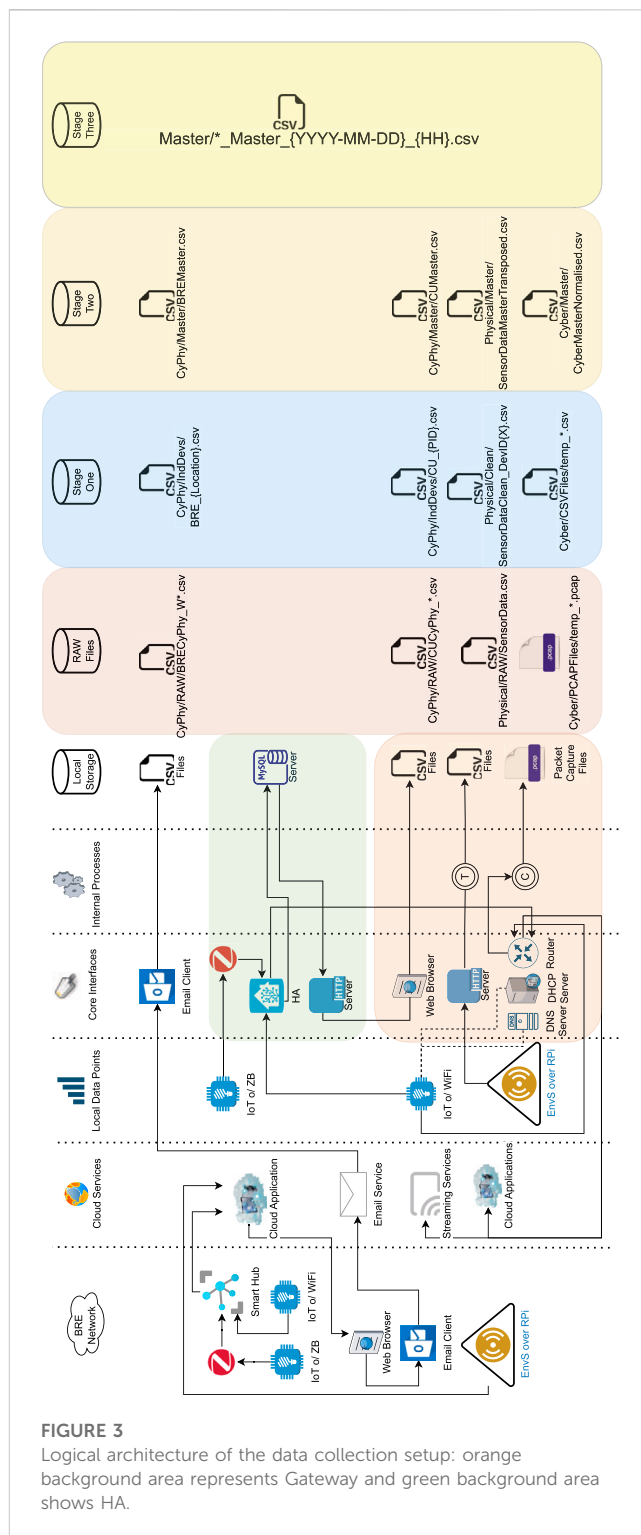 BRE
Network
Cloud Services
Local Data Points
Core Interfaces
Internal Processes
Local
Storage
RAW
Files
Stage
One
Stage
Two
Stage
Three
Smart Hub
IoT o/ WiFi
IoT o/ ZB
Web Browser
Email Client
EnvS over RPi
Cloud Application
Email Service
Streaming Services
Cloud Applications
IoT o/ ZB
IoT o/ WiFi
EnvS over RPi
Email Client
HA
HTTP
Server
Web Browser
HTTP
Server
DNS
DNS
Server
DHCP
Server
Router
T
C
CSV
Files
MySQL
Server
CSV
Files
CSV
Files
.pcap
Packet
Capture
Files
CSV
CyPhy/RAW/BRECyPhy_W*.csv
CSV
CyPhy/RAW/CUCyPhy_*.csv
CSV
Physical/RAW/SensorData.csv
.pcap
Cyber/PCAPFiles/temp_*.pcap
CSV
CyPhy/IndDevs/
BRE_{Location}.csv
CSV
CyPhy/IndDevs/CU_{PID}.csv
CSV
Physical/Clean/
SensorDataClean_DevID{X}.csv
CSV
Cyber/CSVFiles/temp_*.csv
CSV
CyPhy/Master/BREMaster.csv
CSV
CyPhy/Master/CUMaster.csv
CSV
Physical/Master/
SensorDataMasterTransposed.csv
CSV
Cyber/Master/
CyberMasterNormalised.csv
CSV
Master/*_Master_{YYYY-MM-DD}_{HH}.csv
FIGURE 3
Logical architecture of the data collection setup: orange
background area represents Gateway and green background area
shows HA.